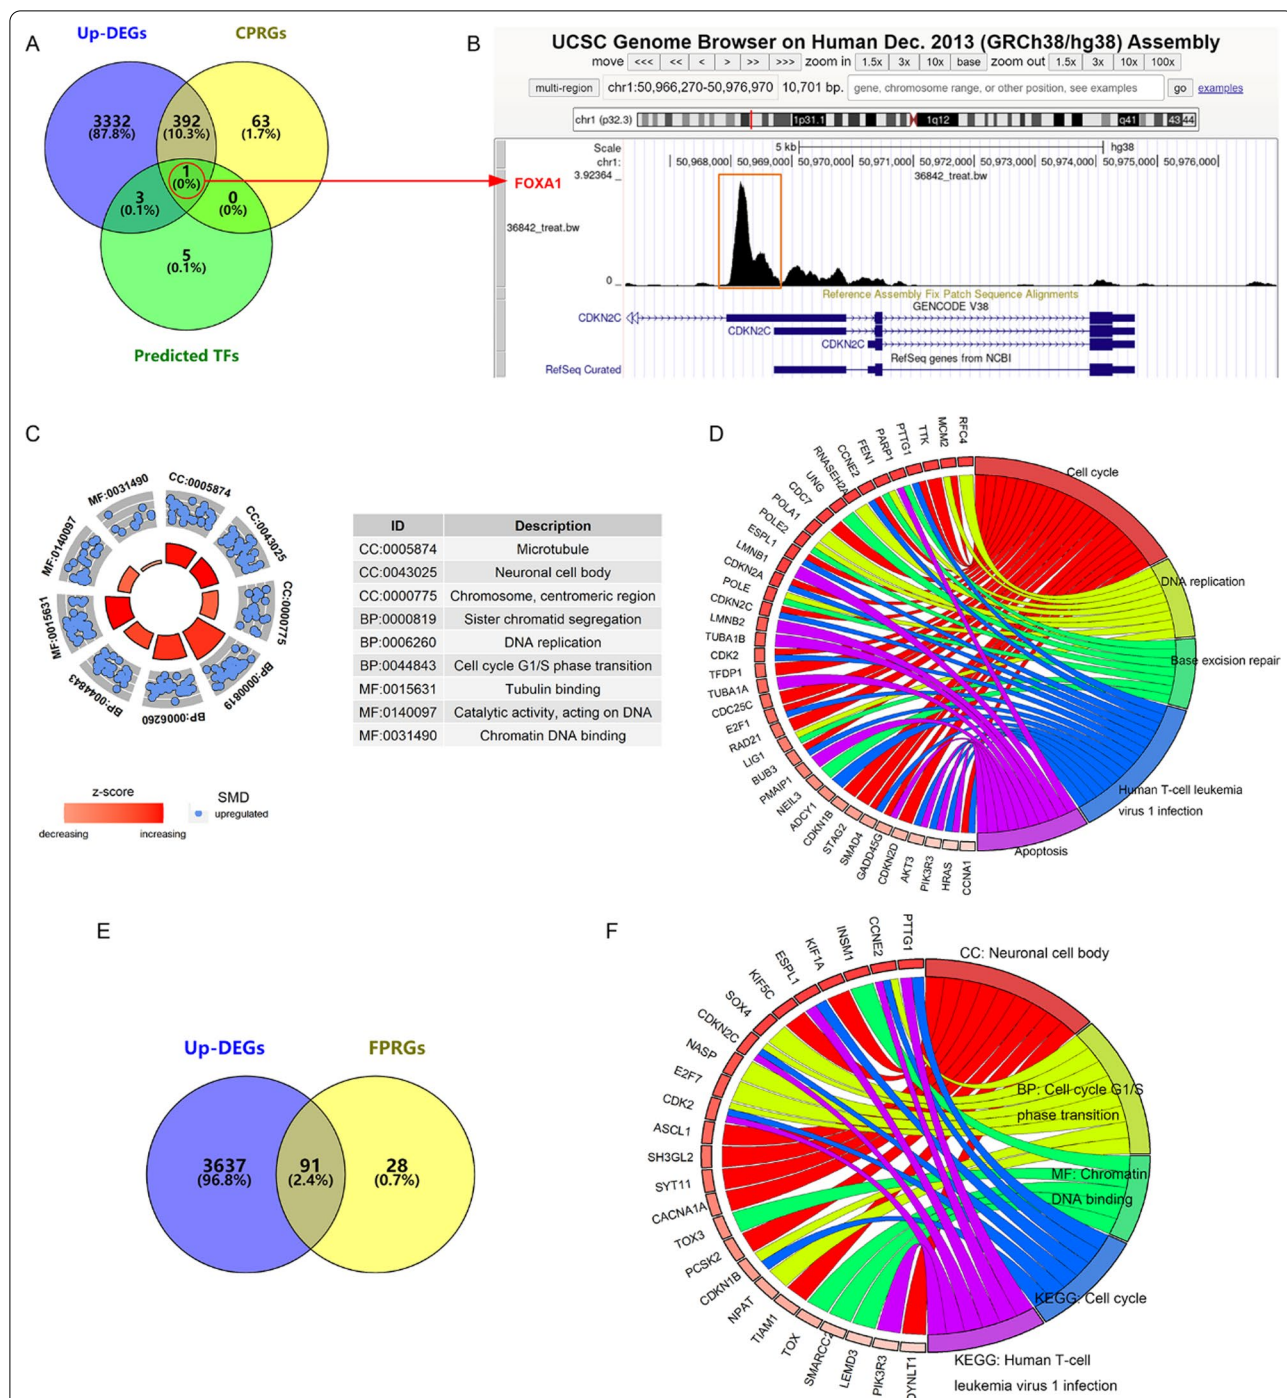 A
Up-DEGs
CPRGs
3332
(87.8%)
392
(10.3%)
63
(1.7%)
1
(0%)
3
(0.1%)
0
(0%)
5
(0.1%)
Predicted TFs
FOXA1
B
UCSC Genome Browser on Human Dec. 2013 (GRCh38/hg38) Assembly
move <<< << < > >> >>> zoom in 1.5x 3x 10x base zoom out 1.5x 3x 10x 100x
multi-region chr1:50,966,270-50,976,970 10,701 bp. gene, chromosome range, or other position, see examples go examples
chr1 (p32.3) 1p31.1 1q12 q41 43 44
Scale 5 kb hg38
chr1: 50,968,000 50,969,000 50,970,000 50,971,000 50,972,000 50,973,000 50,974,000 50,975,000 50,976,000
3.92364 _ 36842_treat.bw
36842_treat.bw
0 _
Reference Assembly Fix Patch Sequence Alignments
GENCODE V38
CDKN2C
CDKN2C
CDKN2C
RefSeq genes from NCBI
RefSeq Curated
C
MF:0031490
CC:0005874
CC:0043025
CC:0000775
BP:0000819
BP:0006260
BP:0044843
MF:0015631
MF:0140097
z-score
decreasing increasing
SMD
upregulated
ID Description
CC:0005874 Microtubule
CC:0043025 Neuronal cell body
CC:0000775 Chromosome, centromeric region
BP:0000819 Sister chromatid segregation
BP:0006260 DNA replication
BP:0044843 Cell cycle G1/S phase transition
MF:0015631 Tubulin binding
MF:0140097 Catalytic activity, acting on DNA
MF:0031490 Chromatin DNA binding
D
RFC4
MCM2
TTK
PTTG1
PARP1
FEN1
CCNE2
RNASEH2A
UNG
CDC7
POLA1
POLE2
ESPL1
LMNB1
CDKN2A
POLE
CDKN2C
LMNB2
TUBA1B
CDK2
TFDP1
TUBA1A
CDC25C
E2F1
RAD21
LIG1
BUB3
PMAIP1
NEIL3
ADCY1
CDKN1B
STAG2
SMAD4
GADD45G
CDKN2D
AKT3
PIK3R3
HRAS
CCNA1
Cell cycle
DNA replication
Base excision repair
Human T-cell leukemia
virus 1 infection
Apoptosis
E
Up-DEGs
FPRGs
3637
(96.8%)
91
(2.4%)
28
(0.7%)
F
PTTG1
CCNE2
INSM1
KIF1A
ESPL1
KIF5C
SOX4
CDKN2C
NASP
E2F7
CDK2
ASCL1
SH3GL2
SYT11
CACNA1A
TOX3
PCSK2
CDKN1B
NPAT
TIAM1
TOX
SMARCC2
LEMD3
PIK3R3
DYNLT1
CC: Neuronal cell body
BP: Cell cycle G1/S
phase transition
MF: Chromatin
DNA binding
KEGG: Cell cycle
KEGG: Human T-cell
leukemia virus 1 infection